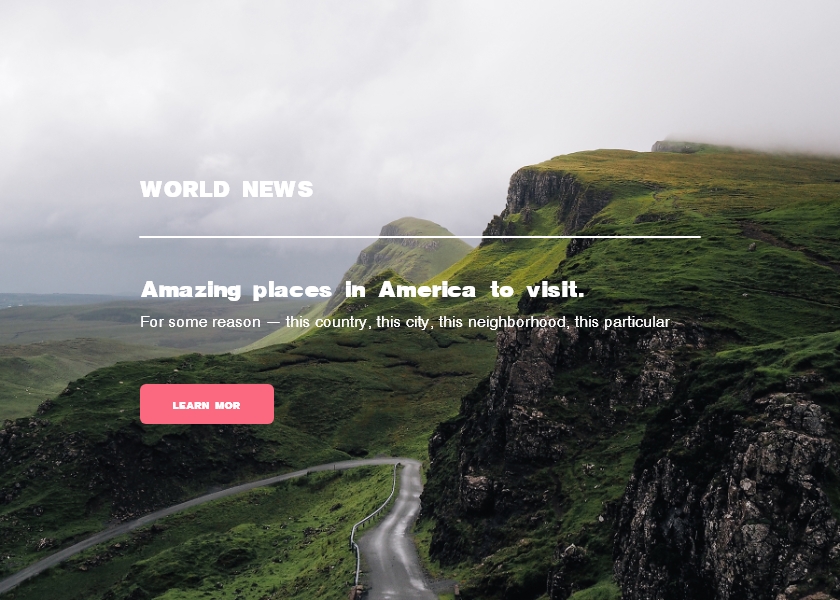 WORLD NEWS
Amazing places in America to visit.
For some reason — this country, this city, this neighborhood, this particular
LEARN MOR